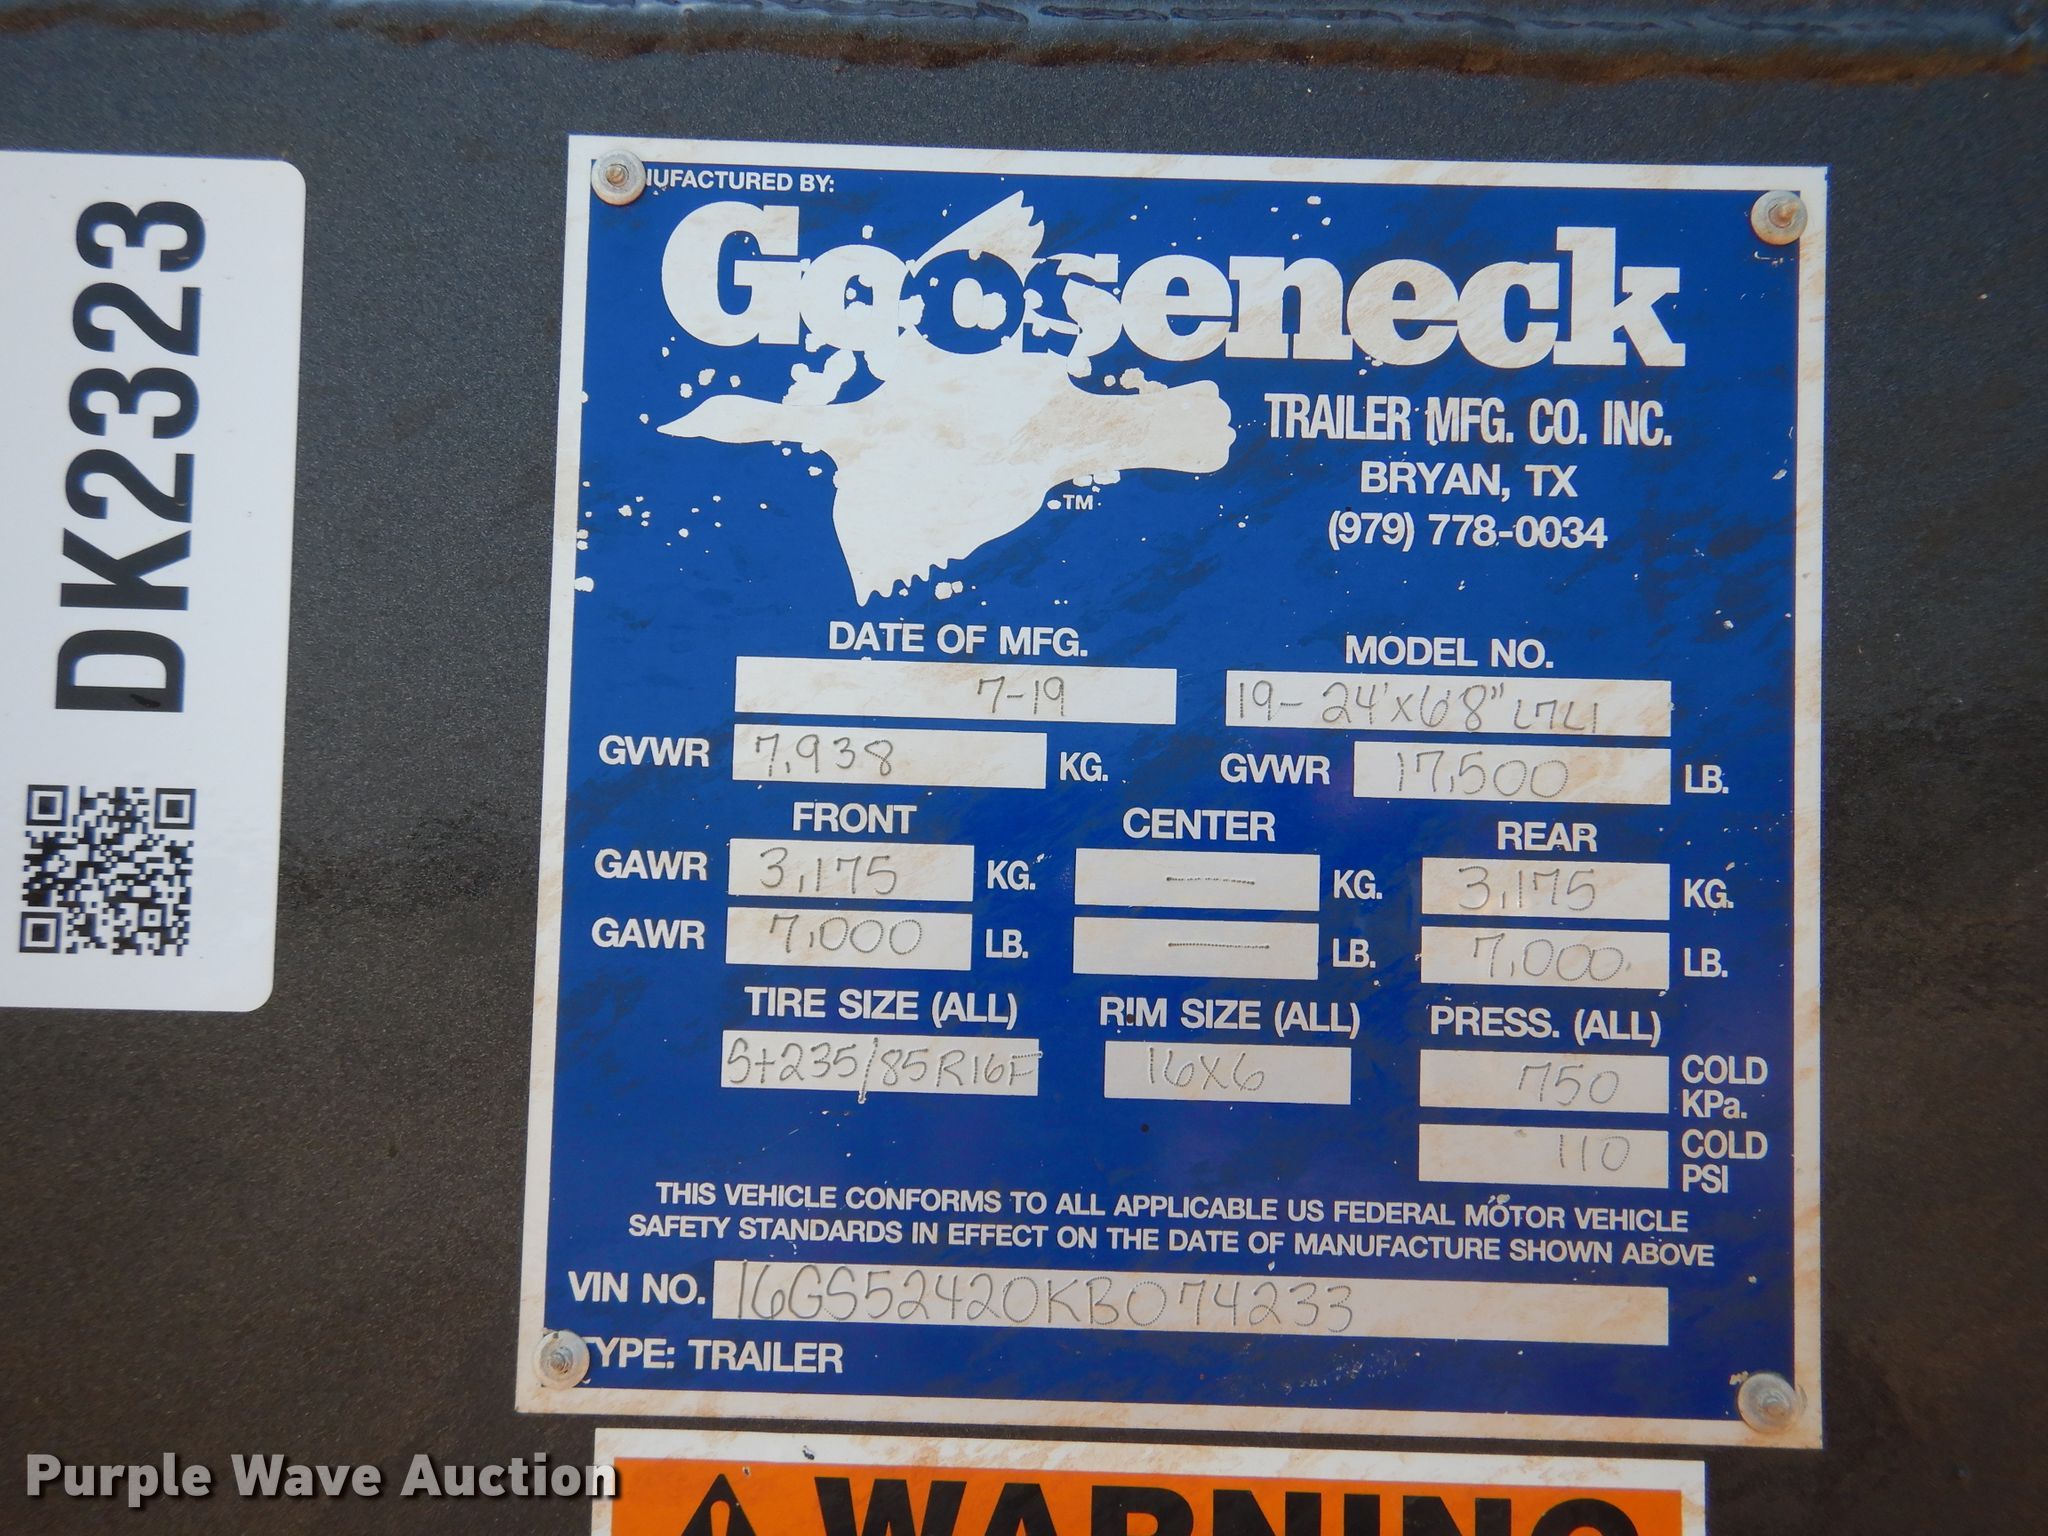 DK2323
NUFACTURED BY:
Gooseneck
TRAILER MFG. CO. INC.
TM
BRYAN, TX
(979) 778-0034
DATE OF MFG. MODEL NO.
7-19 19-24'x6'8" L7L1
GVWR 7,938 KG. GVWR 17,500 LB.
FRONT CENTER REAR
GAWR 3,175 KG. — KG. 3,175 KG.
GAWR 7,000 LB. — LB. 7,000 LB.
TIRE SIZE (ALL) RIM SIZE (ALL) PRESS. (ALL)
St235/85R16F 16X6 750 COLD KPa.
110 COLD PSI
THIS VEHICLE CONFORMS TO ALL APPLICABLE US FEDERAL MOTOR VEHICLE
SAFETY STANDARDS IN EFFECT ON THE DATE OF MANUFACTURE SHOWN ABOVE
VIN NO. 16GS52420KB074233
TYPE: TRAILER
WARNING
Purple Wave Auction